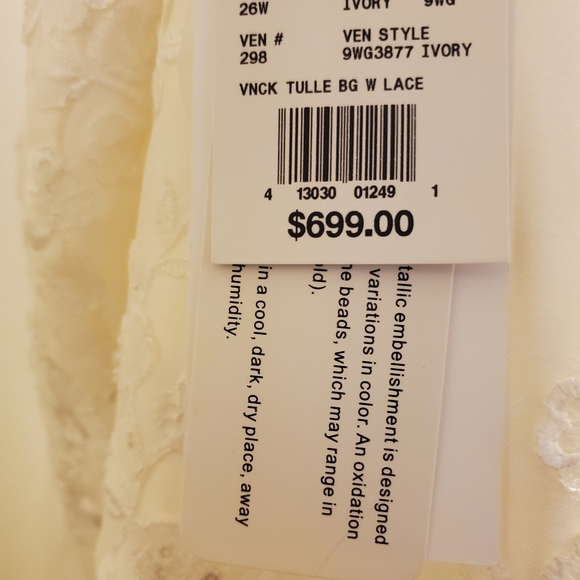 26W IVORY 9WG
VEN # VEN STYLE
298 9WG3877 IVORY
VNCK TULLE BG W LACE
4 13030 01249 1
$699.00
tallic embellishment is designed
variations in color. An oxidation
ne beads, which may range in
old).
in a cool, dark, dry place, away
humidity.